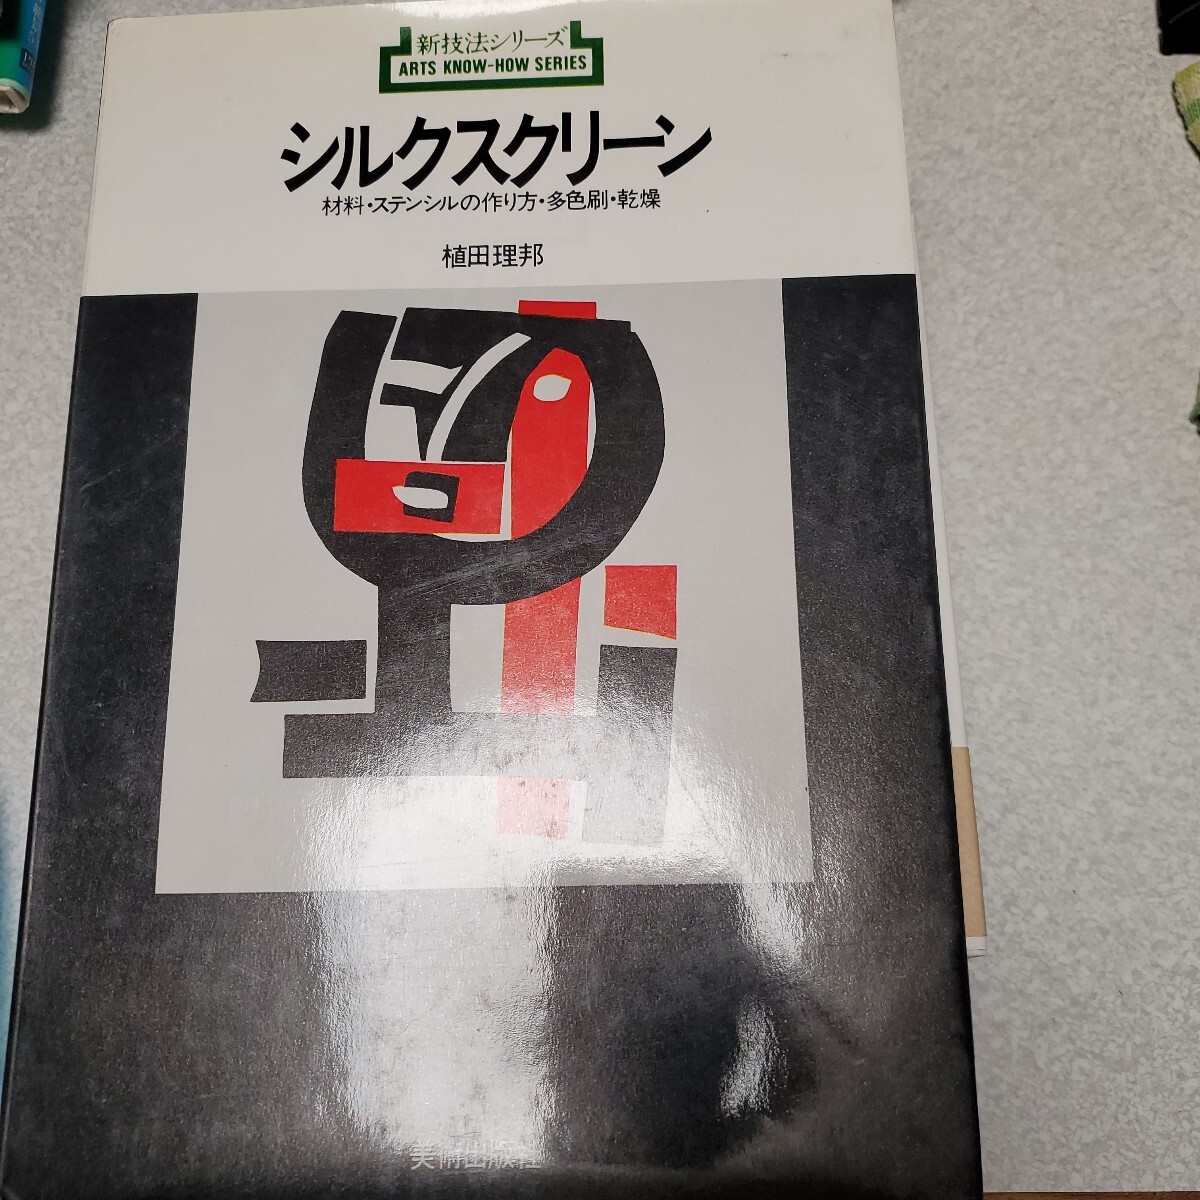 新技法シリーズ
ARTS KNOW-HOW SERIES
シルクスクリーン
材料・ステンシルの作り方・多色刷・乾燥
植田理邦
美術出版社